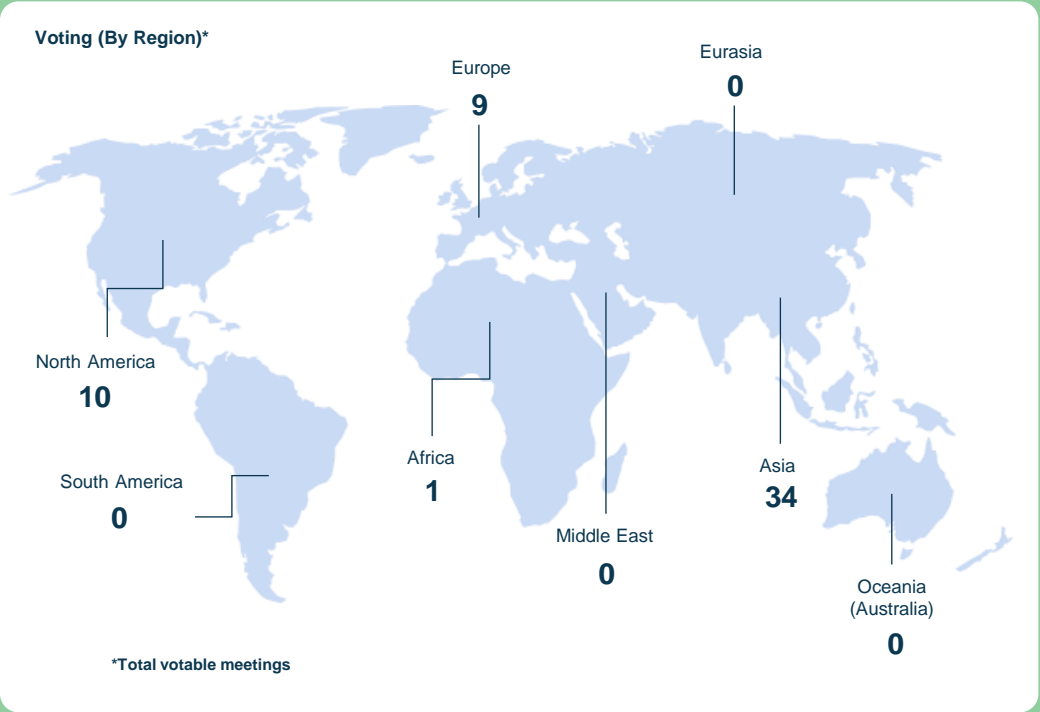 Voting (By Region)*
Eurasia
0
Europe
9
North America
10
South America
0
Africa
1
Middle East
0
Asia
34
Oceania
(Australia)
0
*Total votable meetings